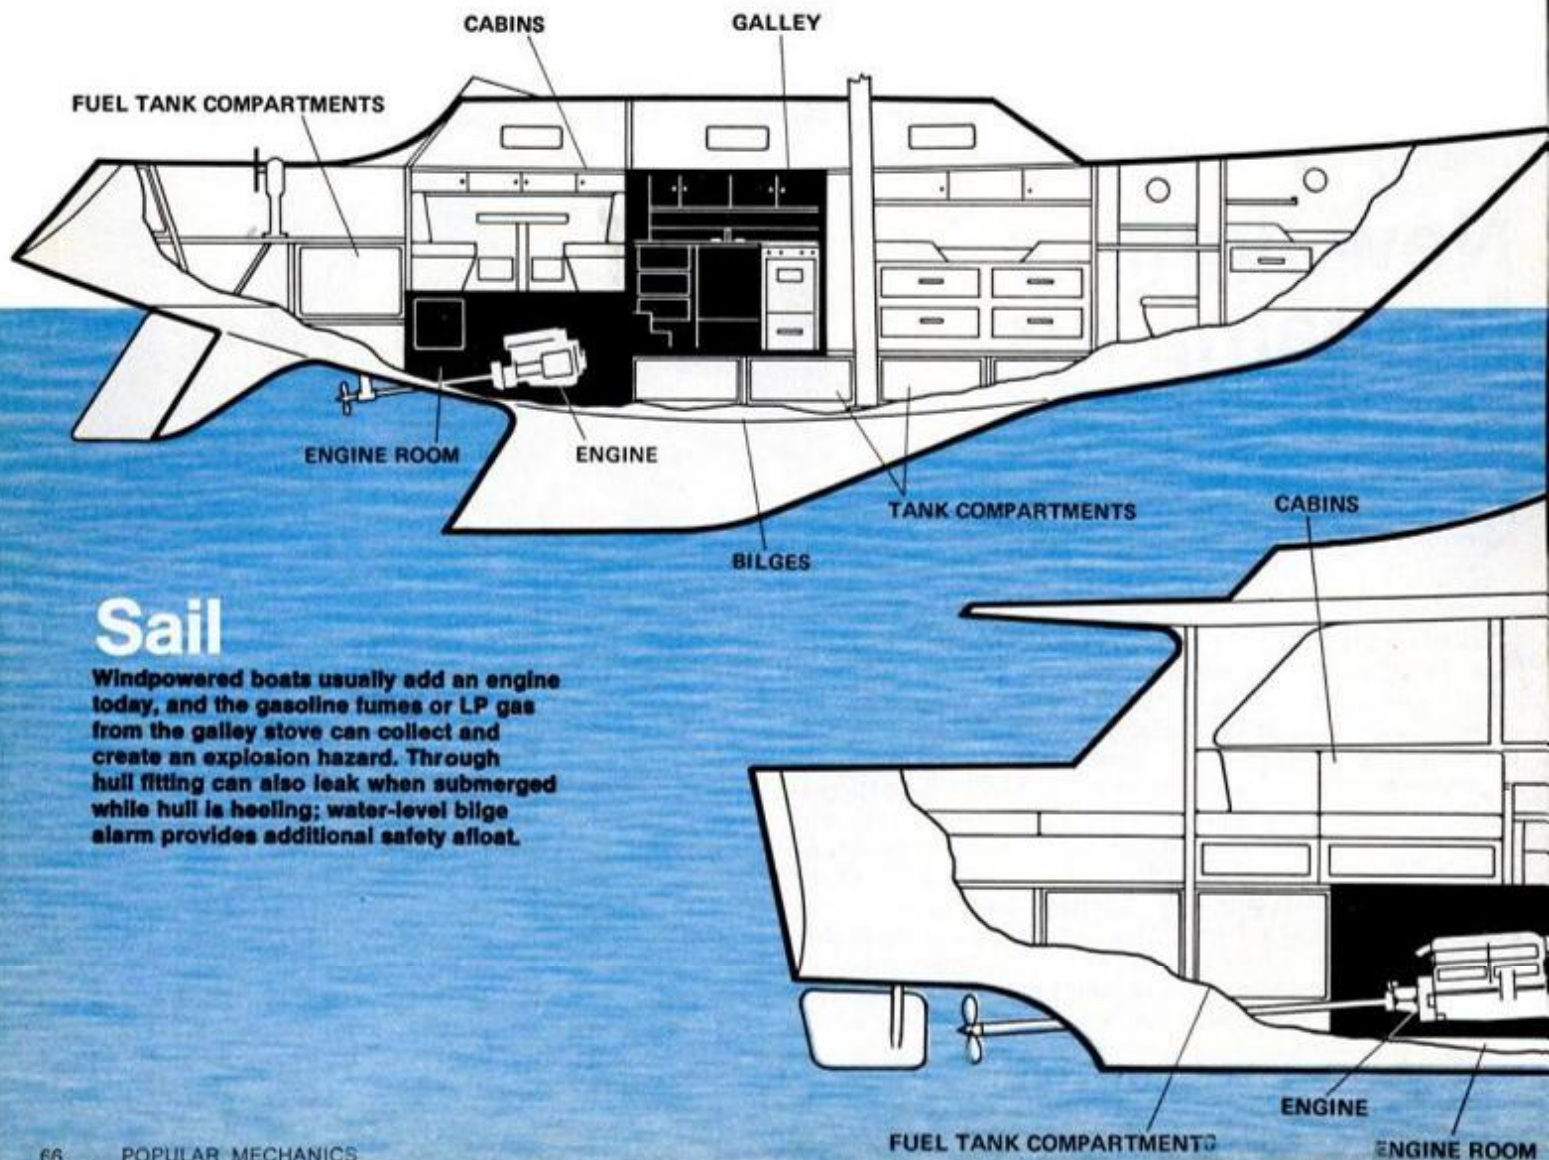 CABINS
GALLEY
FUEL TANK COMPARTMENTS
ENGINE ROOM
ENGINE
TANK COMPARTMENTS
BILGES
CABINS
Sail
Windpowered boats usually add an engine
today, and the gasoline fumes or LP gas
from the galley stove can collect and
create an explosion hazard. Through
hull fitting can also leak when submerged
while hull is heeling; water-level bilge
alarm provides additional safety afloat.
ENGINE
FUEL TANK COMPARTMENTS
ENGINE ROOM
66 POPULAR MECHANICS